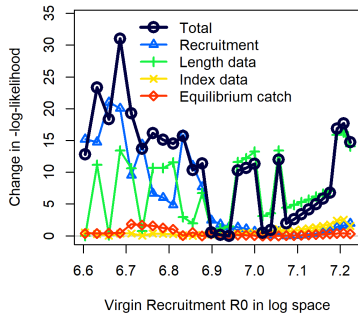 35
30
25
20
15
10
5
0
Change in -log-likelihood
Total
Recruitment
Length data
Index data
Equilibrium catch
6.6 6.7 6.8 6.9 7.0 7.1 7.2
Virgin Recruitment R0 in log space